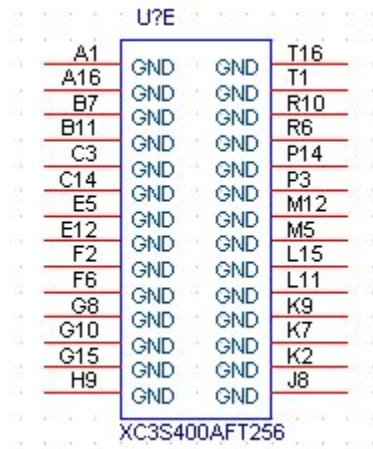 U?E
A1 GND GND T16
A16 GND GND T1
B7 GND GND R10
B11 GND GND R6
C3 GND GND P14
C14 GND GND P3
E5 GND GND M12
E12 GND GND M5
F2 GND GND L15
F6 GND GND L11
G8 GND GND K9
G10 GND GND K7
G15 GND GND K2
H9 GND GND J8
XC3S400AFT256